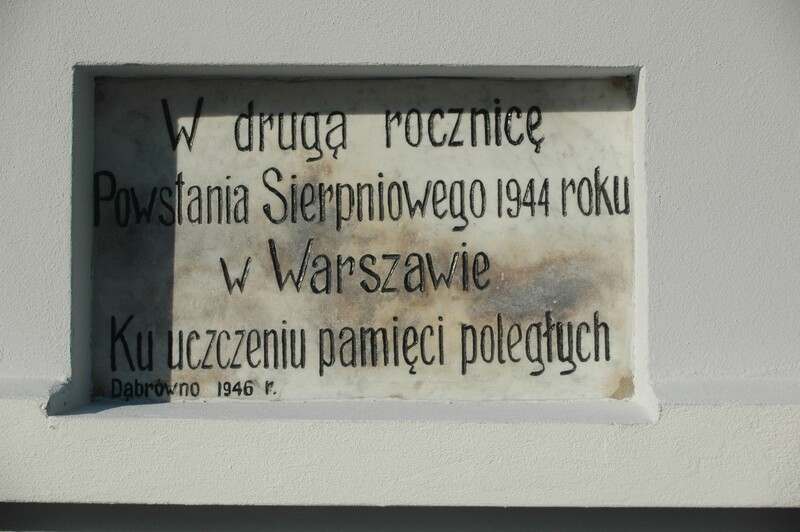 W drugą rocznicę
Powstania Sierpniowego 1944 roku
w Warszawie
Ku uczczeniu pamięci poległych
Dąbrówno 1946 r.